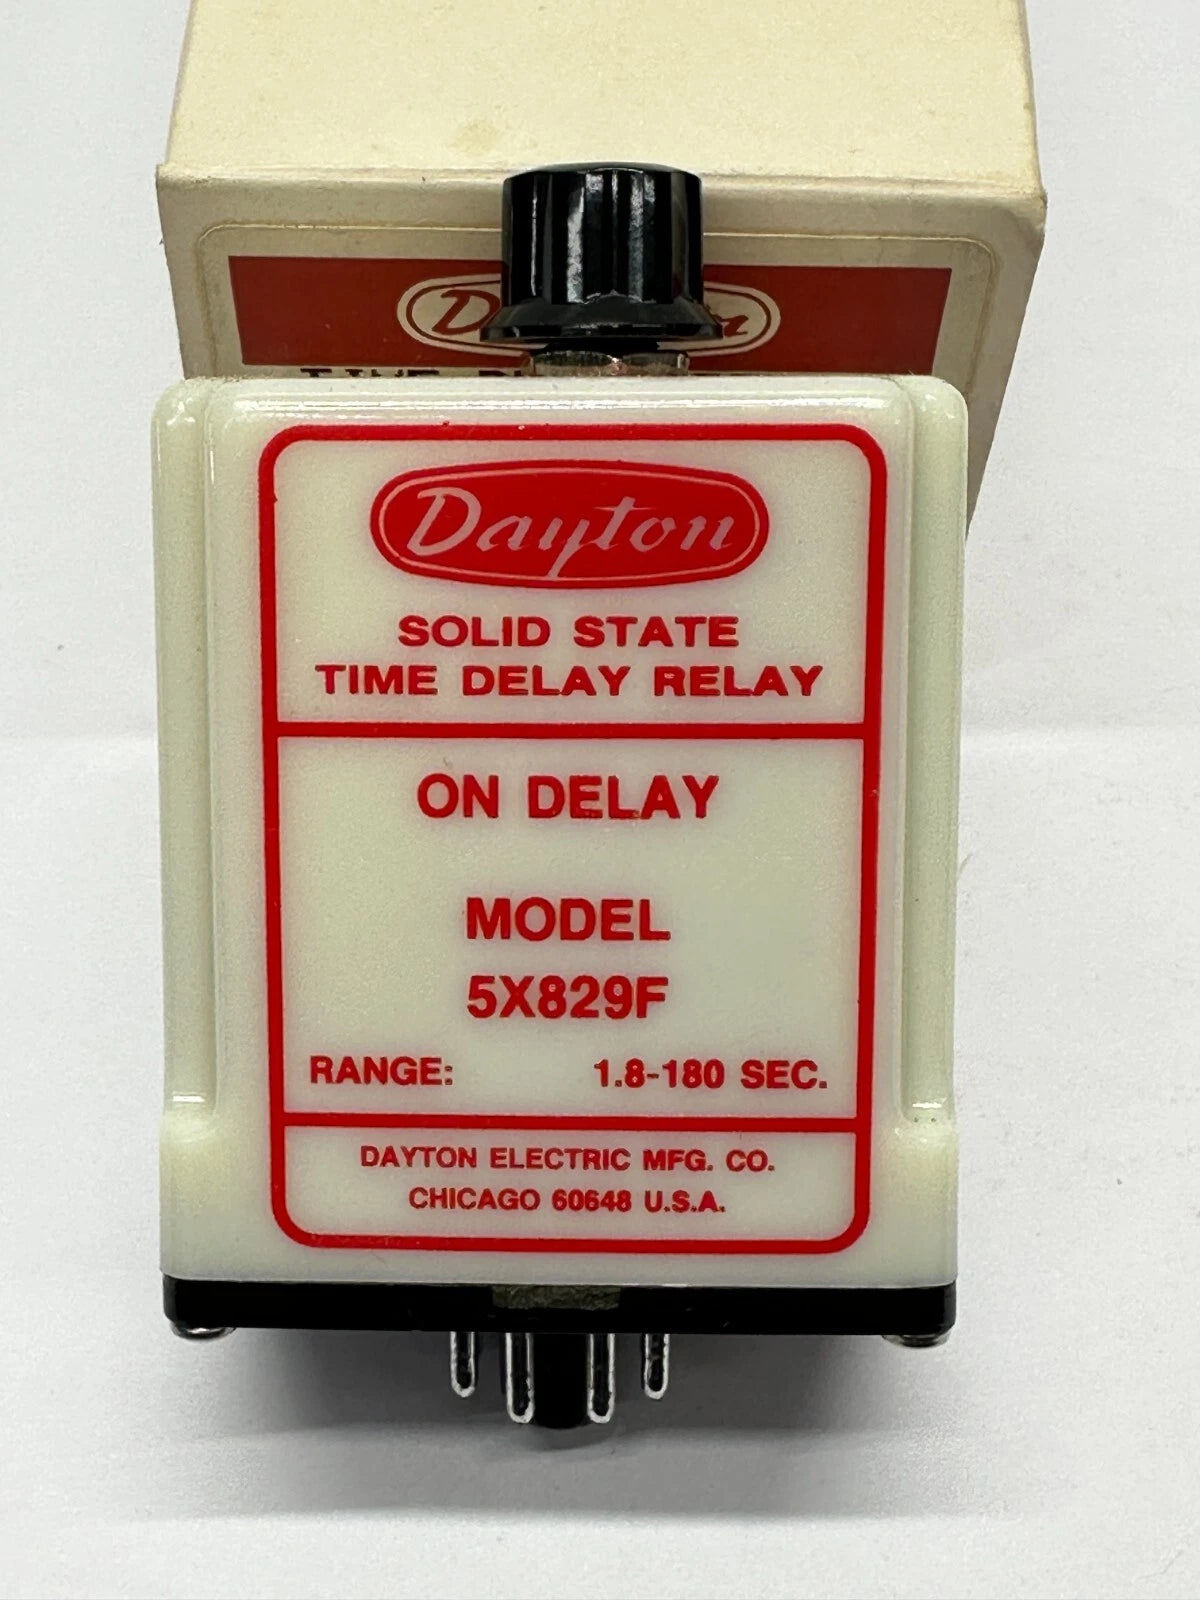 Dayton
SOLID STATE
TIME DELAY RELAY
ON DELAY
MODEL
5X829F
RANGE: 1.8-180 SEC.
DAYTON ELECTRIC MFG. CO.
CHICAGO 60648 U.S.A.